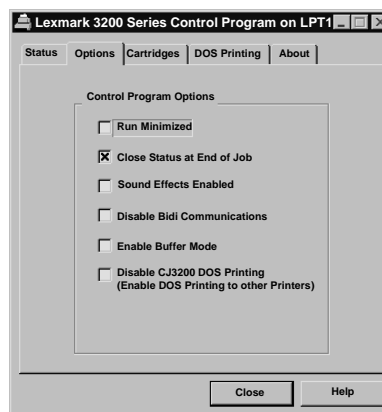 Lexmark 3200 Series Control Program on LPT1
Status Options Cartridges DOS Printing About
Control Program Options
Run Minimized
Close Status at End of Job
Sound Effects Enabled
Disable Bidi Communications
Enable Buffer Mode
Disable CJ3200 DOS Printing
(Enable DOS Printing to other Printers)
Close Help